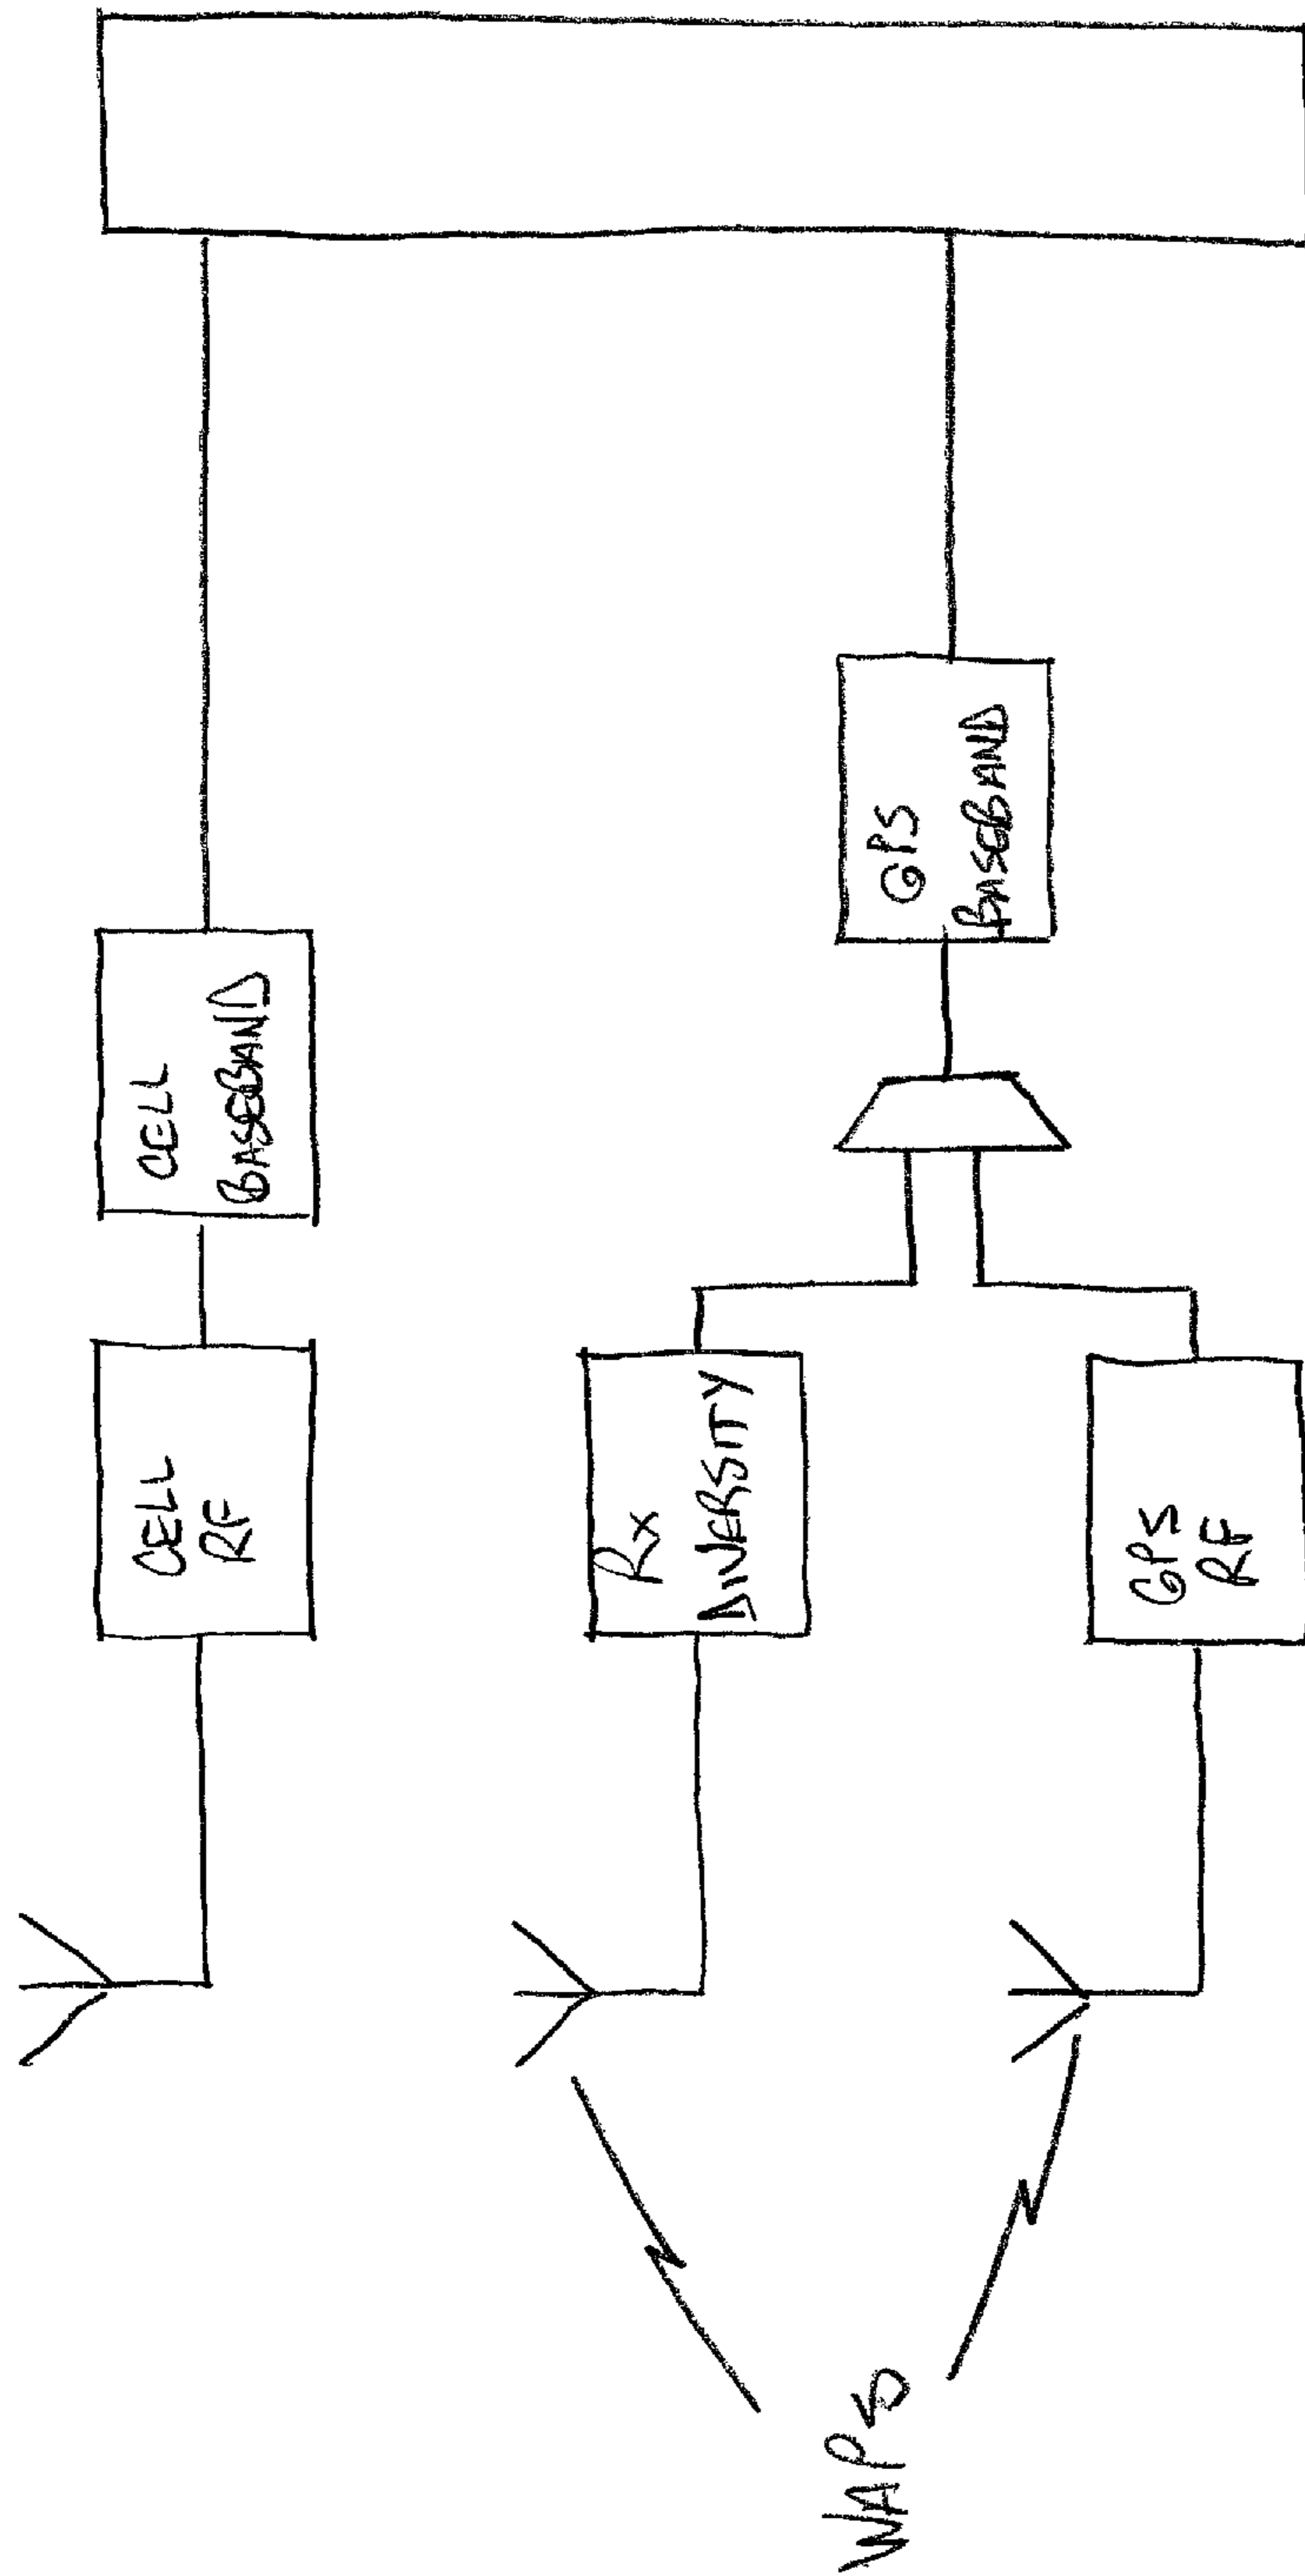 CELL
RF
CELL
BASEBAND
Rx
DIVERSITY
GPS
RF
GPS
BASEBAND
WAPS